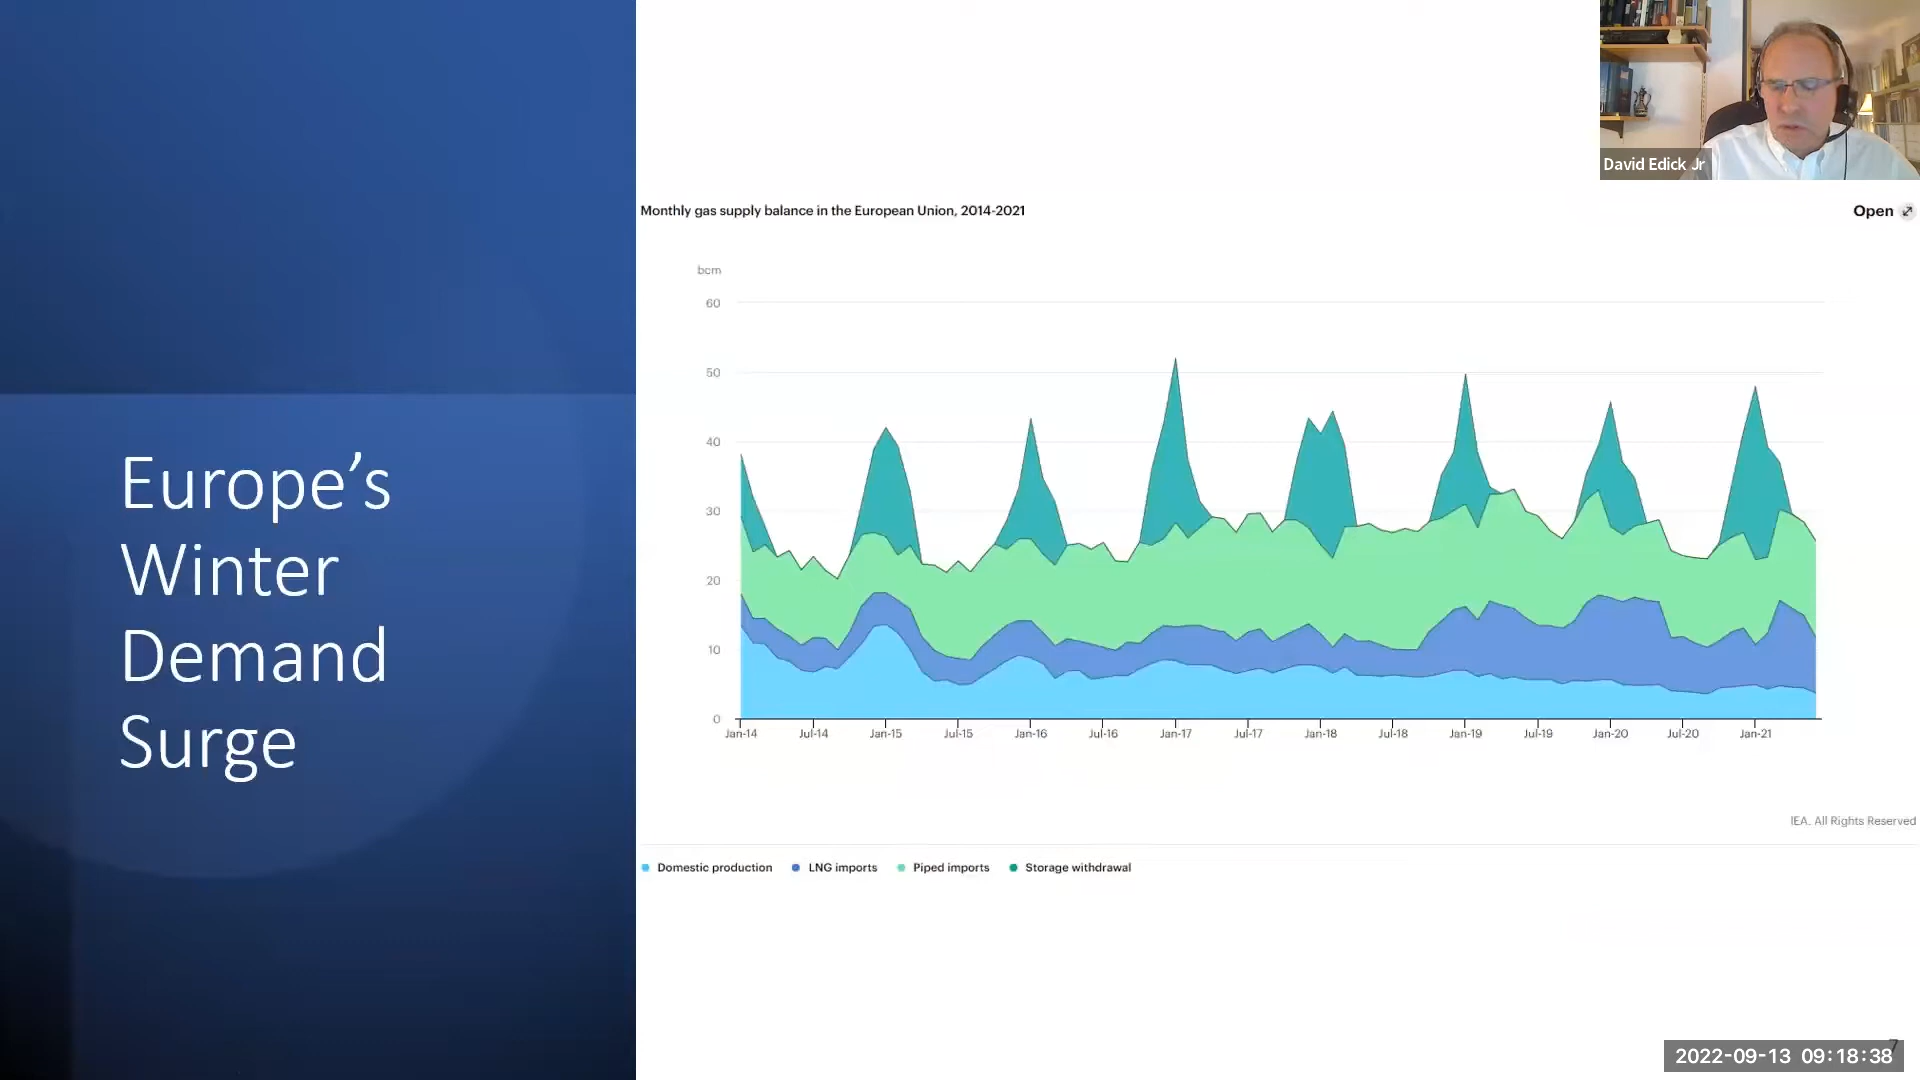 David Edick Jr
Europe’s
Winter
Demand
Surge
Monthly gas supply balance in the European Union, 2014-2021
Open
bcm
60
50
40
30
20
10
0
Jan-14 Jul-14 Jan-15 Jul-15 Jan-16 Jul-16 Jan-17 Jul-17 Jan-18 Jul-18 Jan-19 Jul-19 Jan-20 Jul-20 Jan-21
IEA. All Rights Reserved
Domestic production LNG imports Piped imports Storage withdrawal
7
2022-09-13 09:18:38